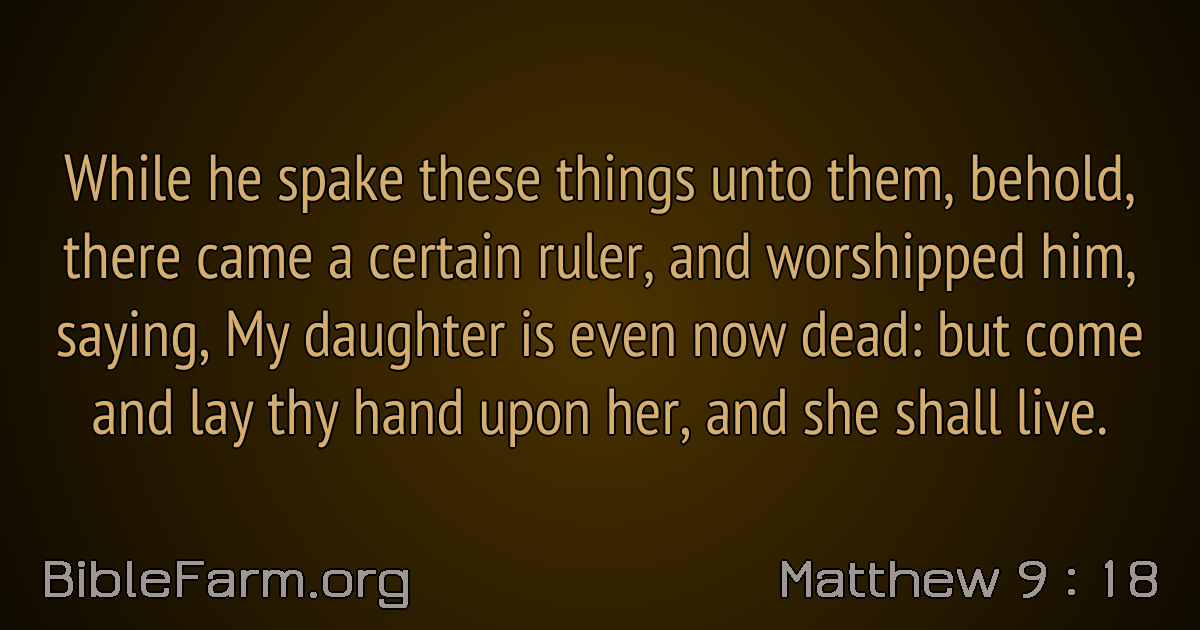 While he spake these things unto them, behold,
there came a certain ruler, and worshipped him,
saying, My daughter is even now dead: but come
and lay thy hand upon her, and she shall live.
BibleFarm.org
Matthew 9 : 18